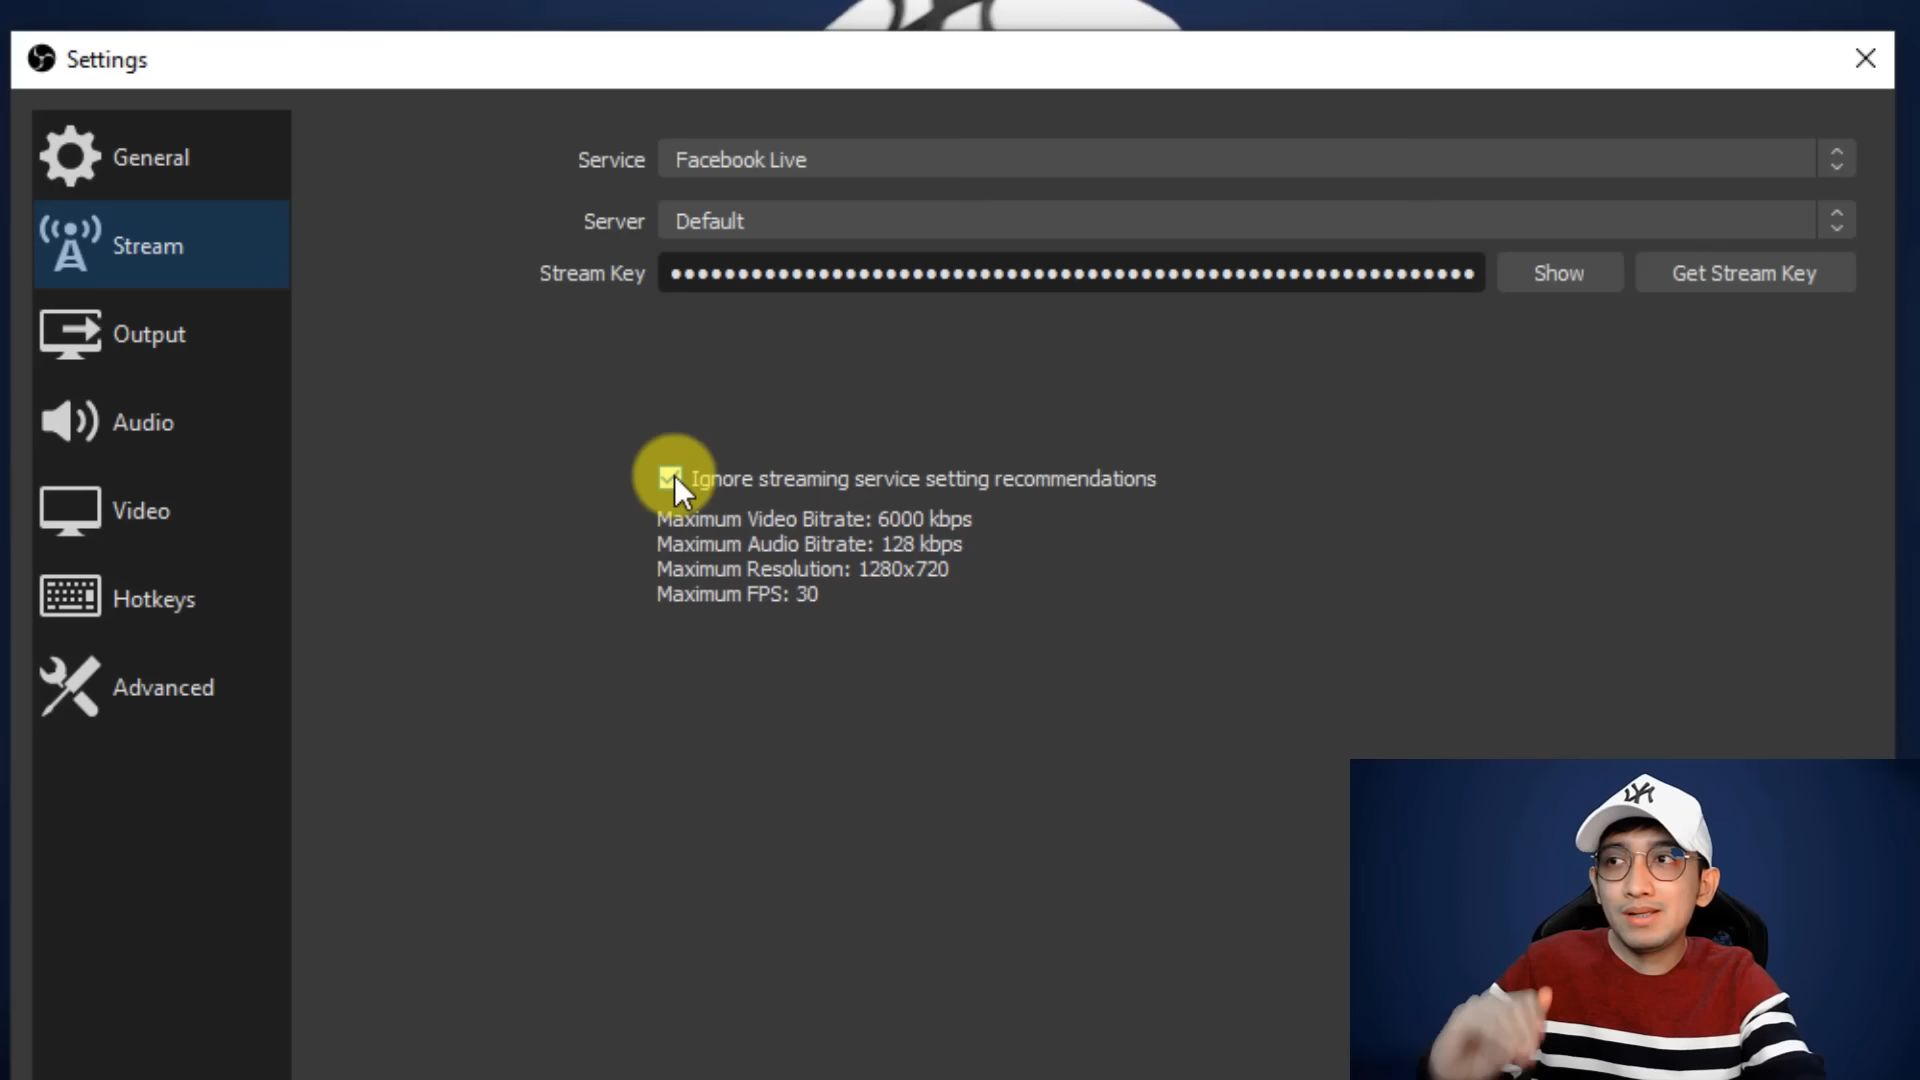 Settings
General
Stream
Output
Audio
Video
Hotkeys
Advanced
Service Facebook Live
Server Default
Stream Key ●●●●●●●●●●●●●●●●●●●●●●●●●●●●●●●●●●●●●●●●●●●●●●●●●●●●●●●●●●●● Show Get Stream Key
Ignore streaming service setting recommendations
Maximum Video Bitrate: 6000 kbps
Maximum Audio Bitrate: 128 kbps
Maximum Resolution: 1280x720
Maximum FPS: 30
NY